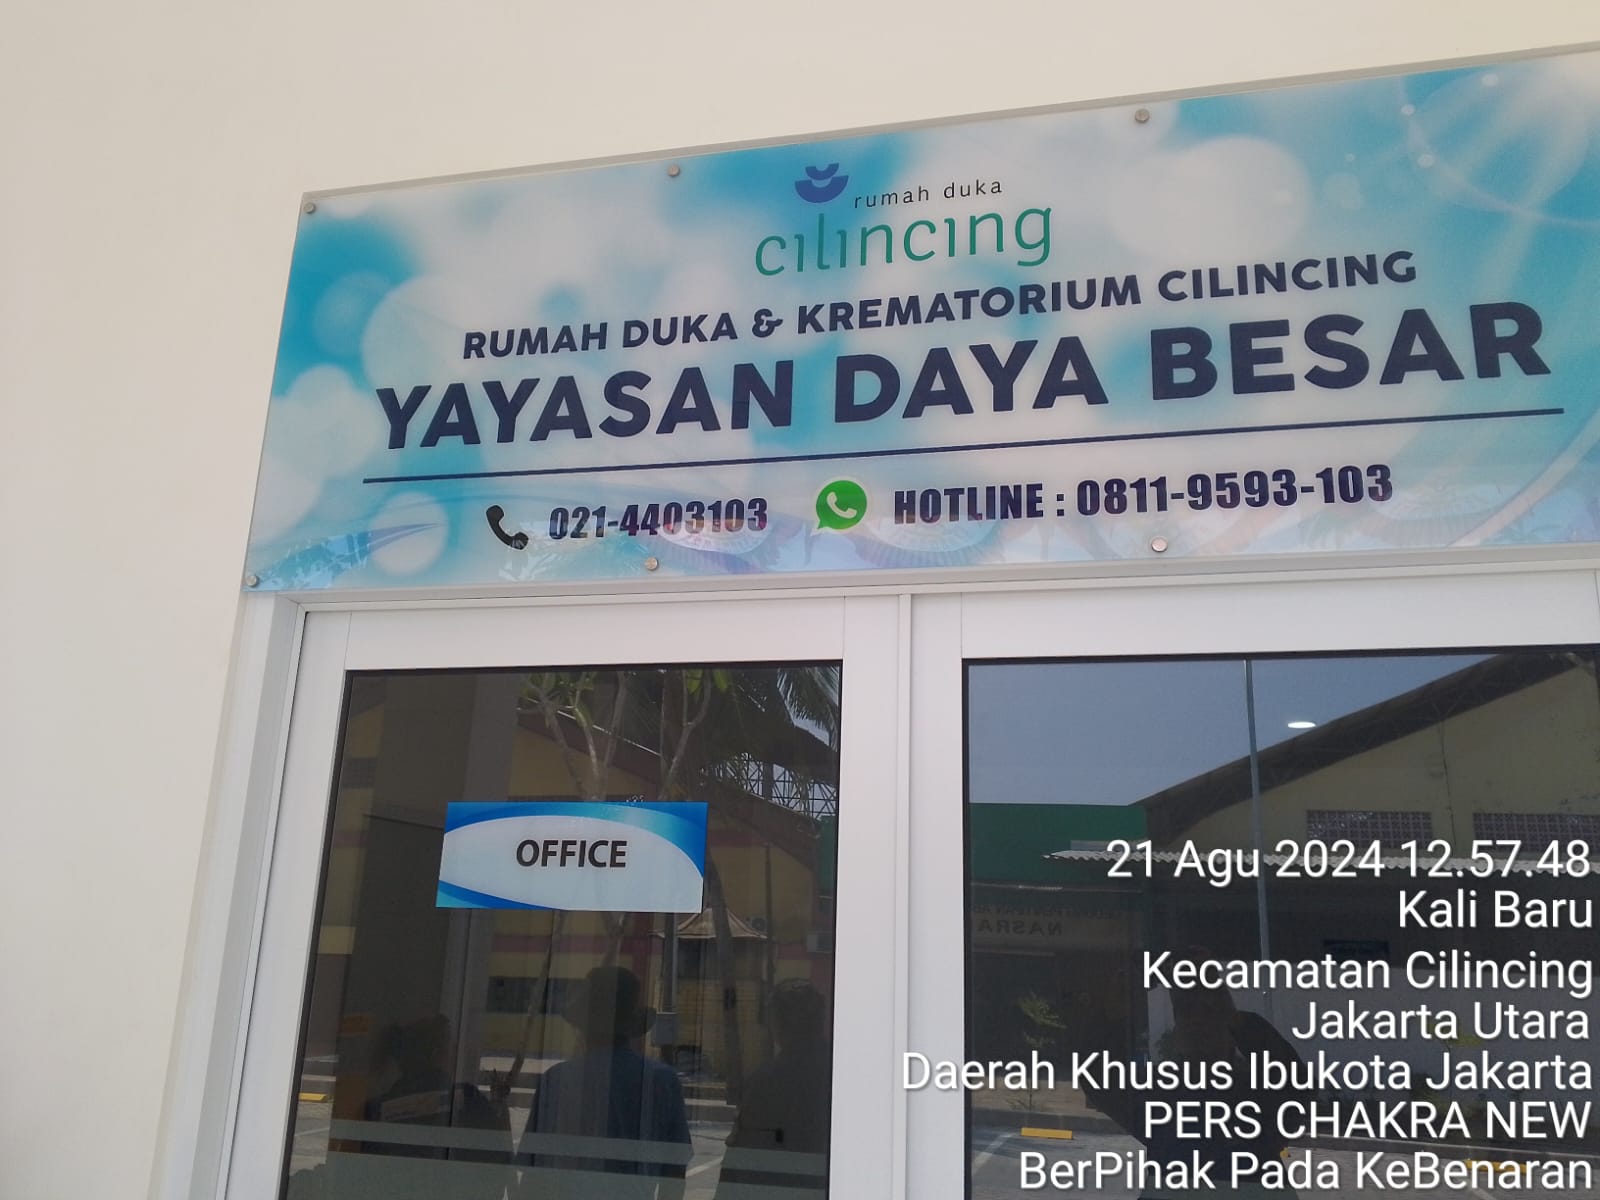 rumah duka
cilincing
RUMAH DUKA & KREMATORIUM CILINCING
YAYASAN DAYA BESAR
021-4403103 HOTLINE : 0811-9593-103
OFFICE
21 Agu 2024 12.57.48
Kali Baru
Kecamatan Cilincing
Jakarta Utara
Daerah Khusus Ibukota Jakarta
PERS CHAKRA NEW
BerPihak Pada KeBenaran